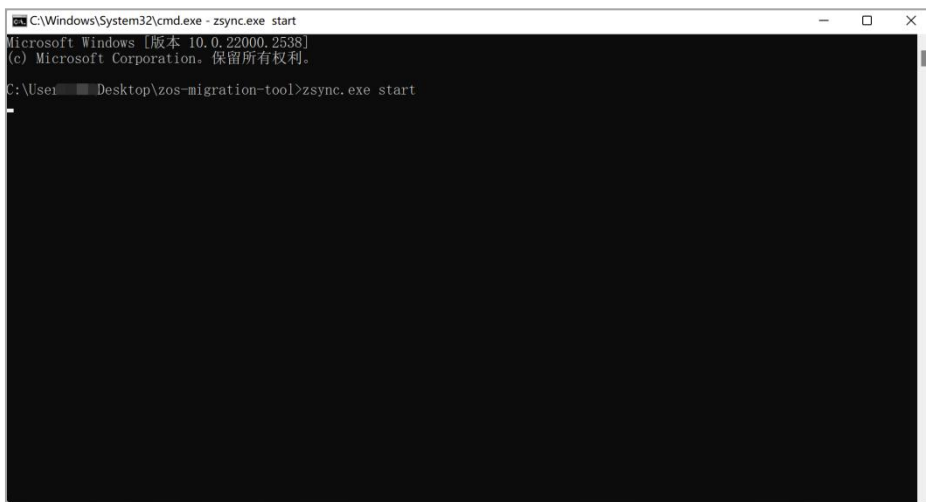 C:\Windows\System32\cmd.exe - zsync.exe  start
Microsoft Windows [版本 10.0.22000.2538]
(c) Microsoft Corporation。保留所有权利。
C:\User Desktop\zos-migration-tool>zsync.exe start